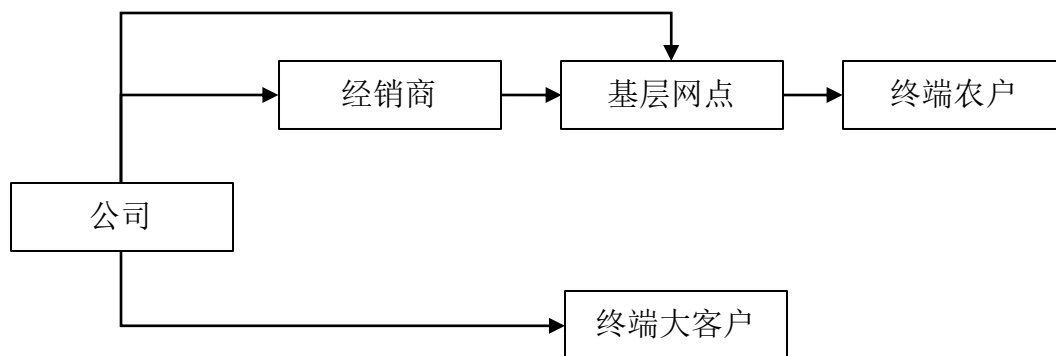 经销商
基层网点
终端农户
公司
终端大客户